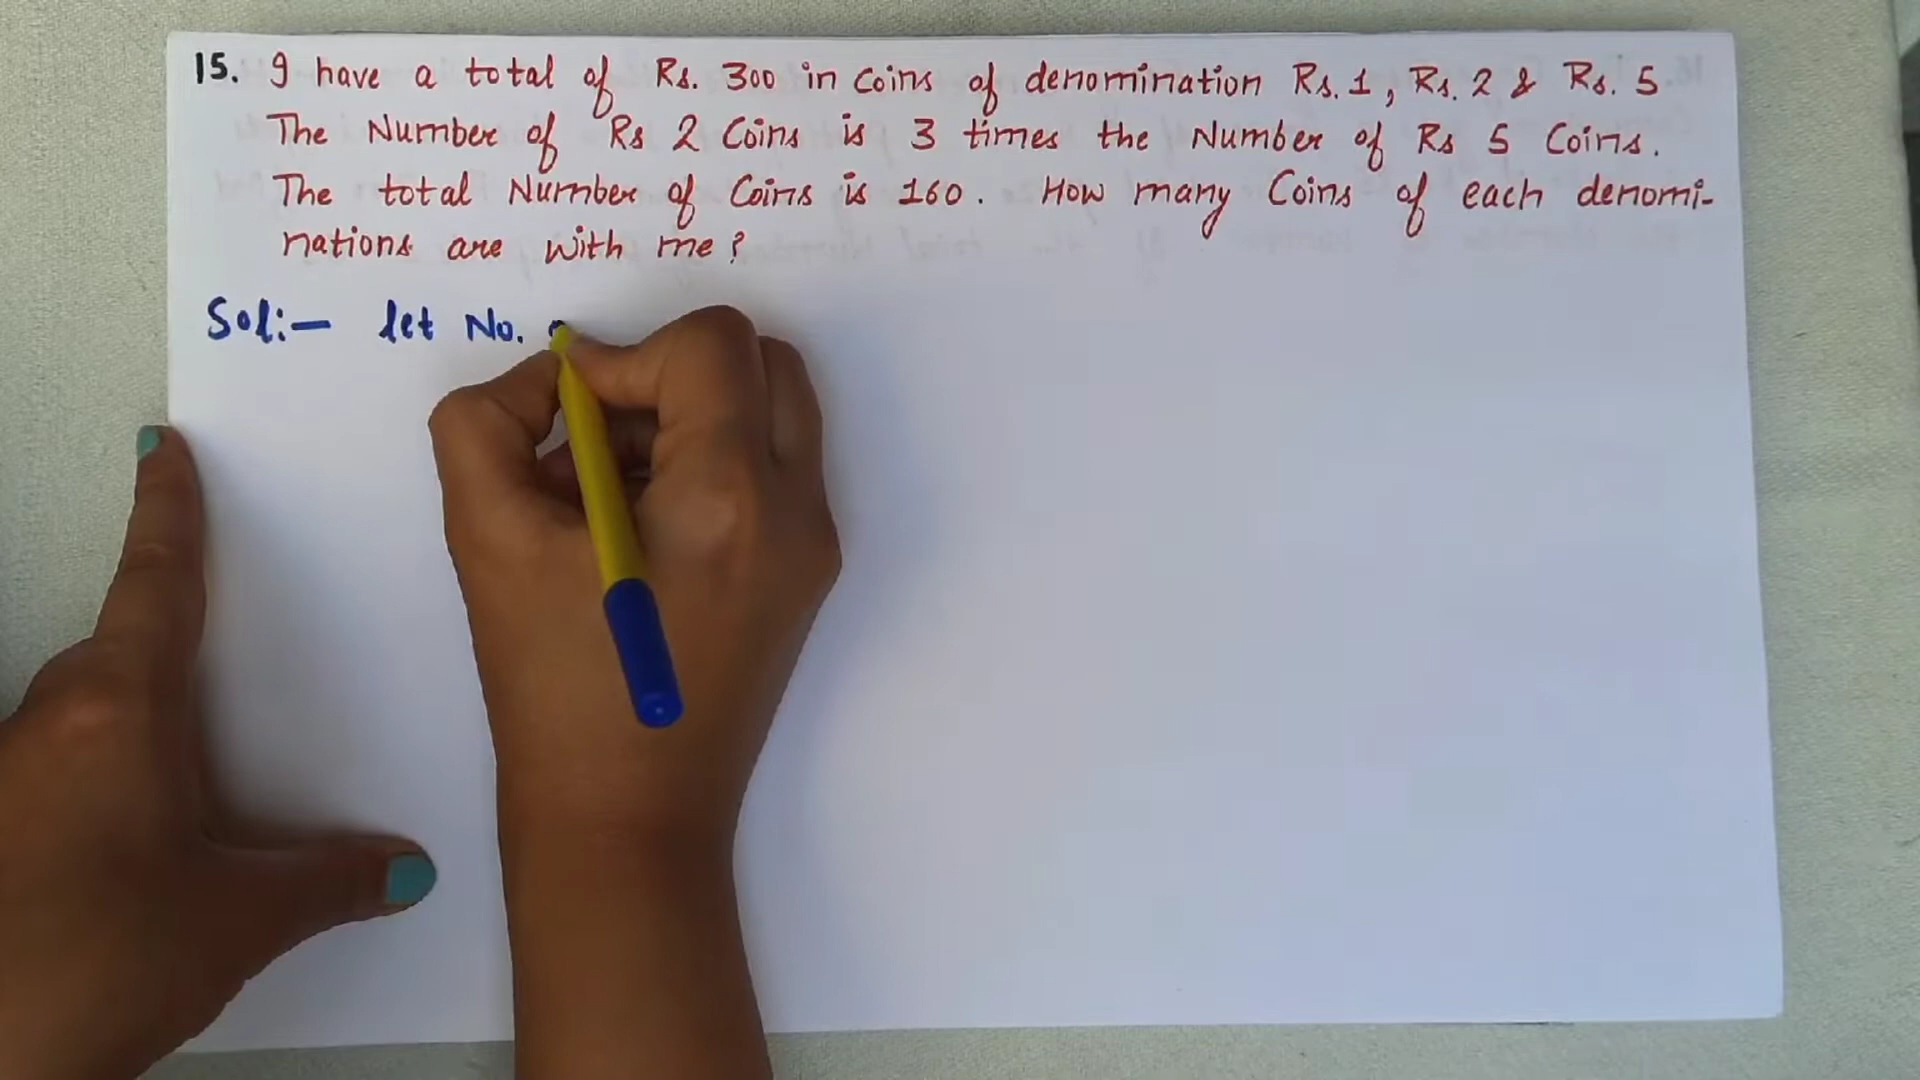 15. I have a total of Rs. 300 in coins of denomination Rs. 1, Rs. 2 & Rs. 5
The Number of Rs 2 Coins is 3 times the Number of Rs 5 Coins.
The total Number of Coins is 160. How many Coins of each denomi-
nations are with me?
Sol:- let No.